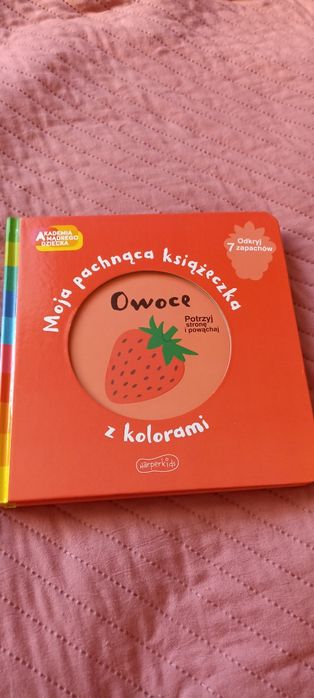 AKADEMIA
MĄDREGO
DZIECKA
Odkryj
7 zapachów
Moja pachnąca książeczka
Owoce
Potrzyj
stronę
i powąchaj
z kolorami
HarperKids